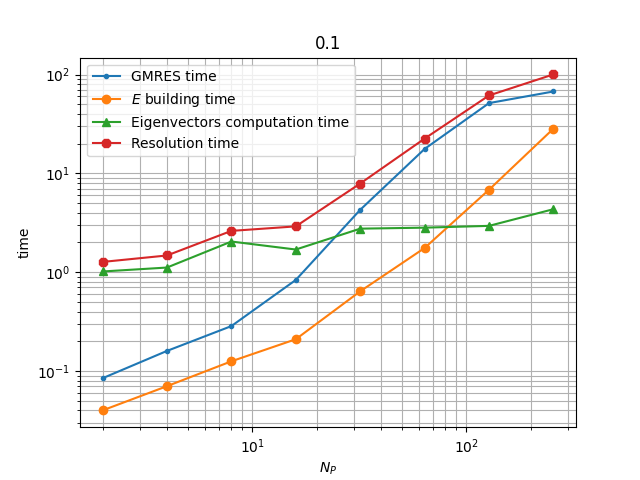 0.1
GMRES time
E building time
Eigenvectors computation time
Resolution time
time
10²
10¹
10⁰
10⁻¹
10¹ 10²
N_P